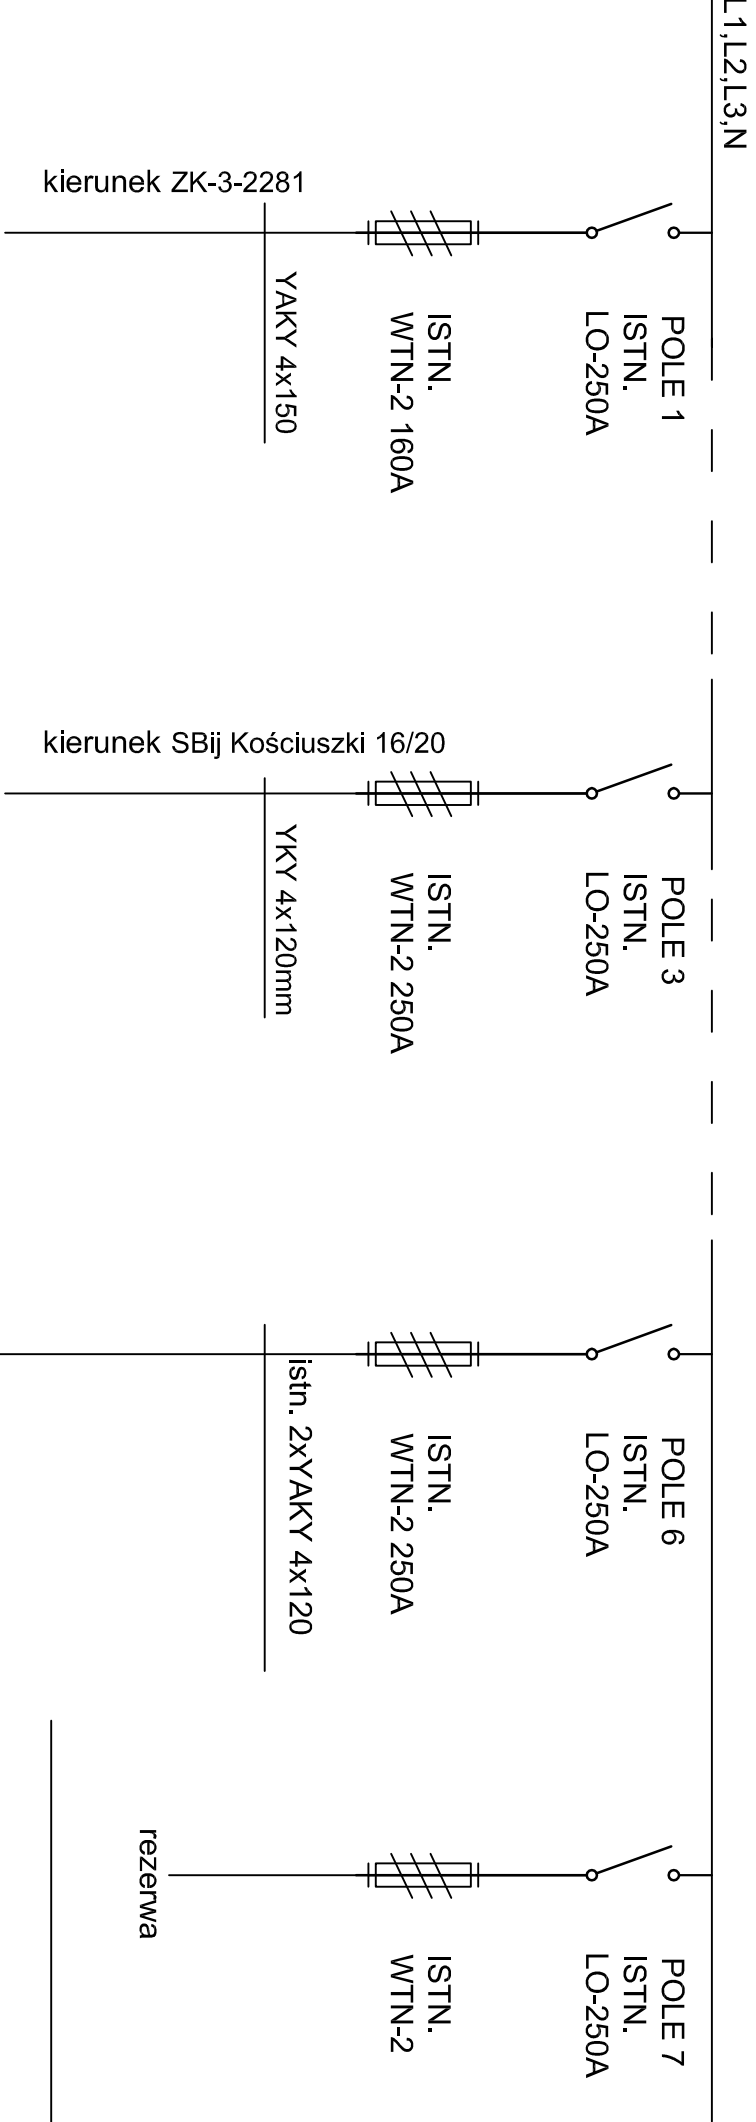 L1,L2,L3,N
POLE 1
ISTN.
LO-250A
ISTN.
WTN-2 160A
YAKY 4x150
kierunek ZK-3-2281
POLE 3
ISTN.
LO-250A
ISTN.
WTN-2 250A
YKY 4x120mm
kierunek SBij Kościuszki 16/20
POLE 6
ISTN.
LO-250A
ISTN.
WTN-2 250A
istn. 2xYAKY 4x120
POLE 7
ISTN.
LO-250A
ISTN.
WTN-2
rezerwa